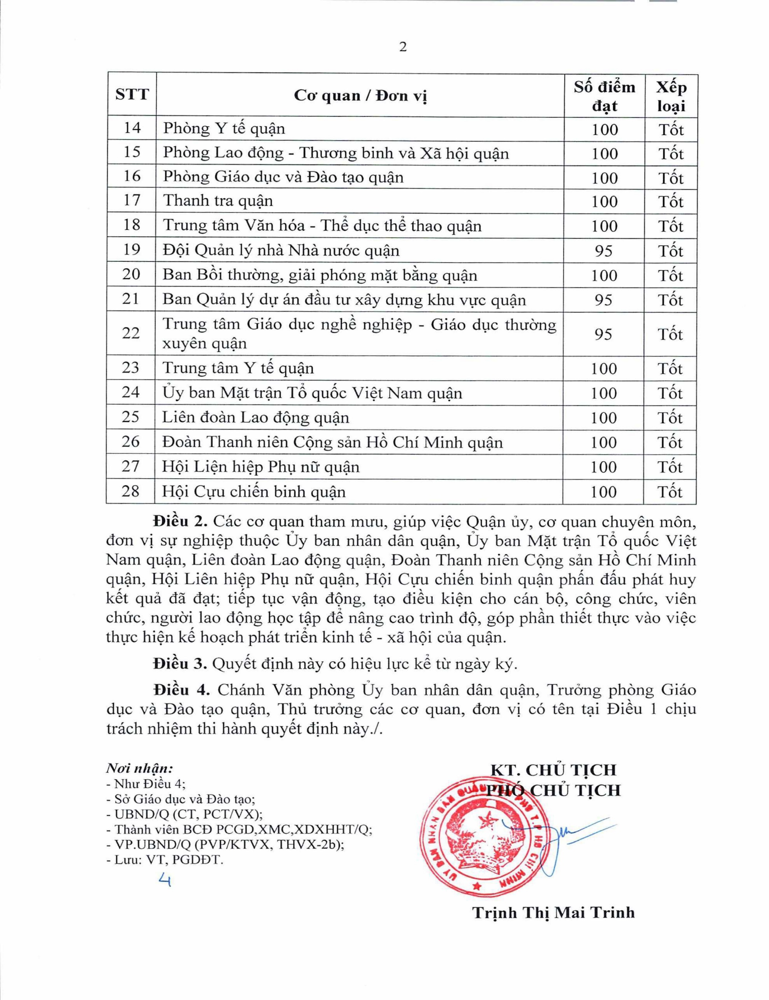 2
STT Cơ quan / Đơn vị Số điểm đạt Xếp loại
14 Phòng Y tế quận 100 Tốt
15 Phòng Lao động - Thương binh và Xã hội quận 100 Tốt
16 Phòng Giáo dục và Đào tạo quận 100 Tốt
17 Thanh tra quận 100 Tốt
18 Trung tâm Văn hóa - Thể dục thể thao quận 100 Tốt
19 Đội Quản lý nhà Nhà nước quận 95 Tốt
20 Ban Bồi thường, giải phóng mặt bằng quận 100 Tốt
21 Ban Quản lý dự án đầu tư xây dựng khu vực quận 95 Tốt
22 Trung tâm Giáo dục nghề nghiệp - Giáo dục thường
xuyên quận 95 Tốt
23 Trung tâm Y tế quận 100 Tốt
24 Ủy ban Mặt trận Tổ quốc Việt Nam quận 100 Tốt
25 Liên đoàn Lao động quận 100 Tốt
26 Đoàn Thanh niên Cộng sản Hồ Chí Minh quận 100 Tốt
27 Hội Liện hiệp Phụ nữ quận 100 Tốt
28 Hội Cựu chiến binh quận 100 Tốt
Điều 2. Các cơ quan tham mưu, giúp việc Quận ủy, cơ quan chuyên môn,
đơn vị sự nghiệp thuộc Ủy ban nhân dân quận, Ủy ban Mặt trận Tổ quốc Việt
Nam quận, Liên đoàn Lao động quận, Đoàn Thanh niên Cộng sản Hồ Chí Minh
quận, Hội Liên hiệp Phụ nữ quận, Hội Cựu chiến binh quận phấn đấu phát huy
kết quả đã đạt; tiếp tục vận động, tạo điều kiện cho cán bộ, công chức, viên
chức, người lao động học tập để nâng cao trình độ, góp phần thiết thực vào việc
thực hiện kế hoạch phát triển kinh tế - xã hội của quận.
Điều 3. Quyết định này có hiệu lực kể từ ngày ký.
Điều 4. Chánh Văn phòng Ủy ban nhân dân quận, Trưởng phòng Giáo
dục và Đào tạo quận, Thủ trưởng các cơ quan, đơn vị có tên tại Điều 1 chịu
trách nhiệm thi hành quyết định này./.
Nơi nhận:
- Như Điều 4;
- Sở Giáo dục và Đào tạo;
- UBND/Q (CT, PCT/VX);
- Thành viên BCĐ PCGD,XMC,XDXHHT/Q;
- VP.UBND/Q (PVP/KTVX, THVX-2b);
- Lưu: VT, PGDĐT.
4
KT. CHỦ TỊCH
PHÓ CHỦ TỊCH
ỦY BAN NHÂN DÂN QUẬN TÂN PHÚ T.P HỒ CHÍ MINH
Trịnh Thị Mai Trinh